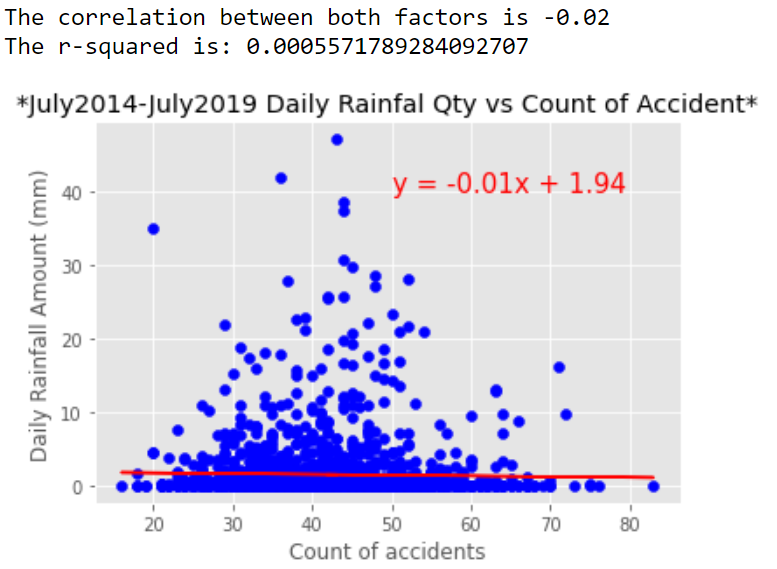 The correlation between both factors is -0.02
The r-squared is: 0.0005571789284092707
*July2014-July2019 Daily Rainfal Qty vs Count of Accident*
y = -0.01x + 1.94
Daily Rainfall Amount (mm)
40
30
20
10
0
20 30 40 50 60 70 80
Count of accidents